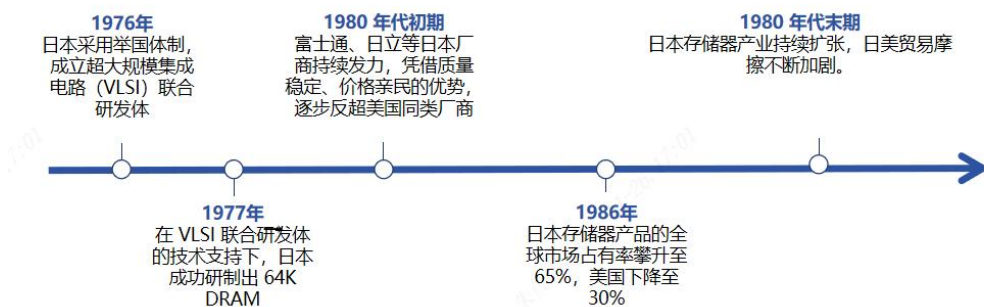 1976年
日本采用举国体制，
成立超大规模集成
电路（VLSI）联合
研发体
1980 年代初期
富士通、日立等日本厂
商持续发力，凭借质量
稳定、价格亲民的优势，
逐步反超美国同类厂商
1980 年代末期
日本存储器产业持续扩张，日美贸易摩
擦不断加剧。
1977年
在 VLSI 联合研发体
的技术支持下，日本
成功研制出 64K
DRAM
1986年
日本存储器产品的全
球市场占有率攀升至
65%，美国下降至
30%